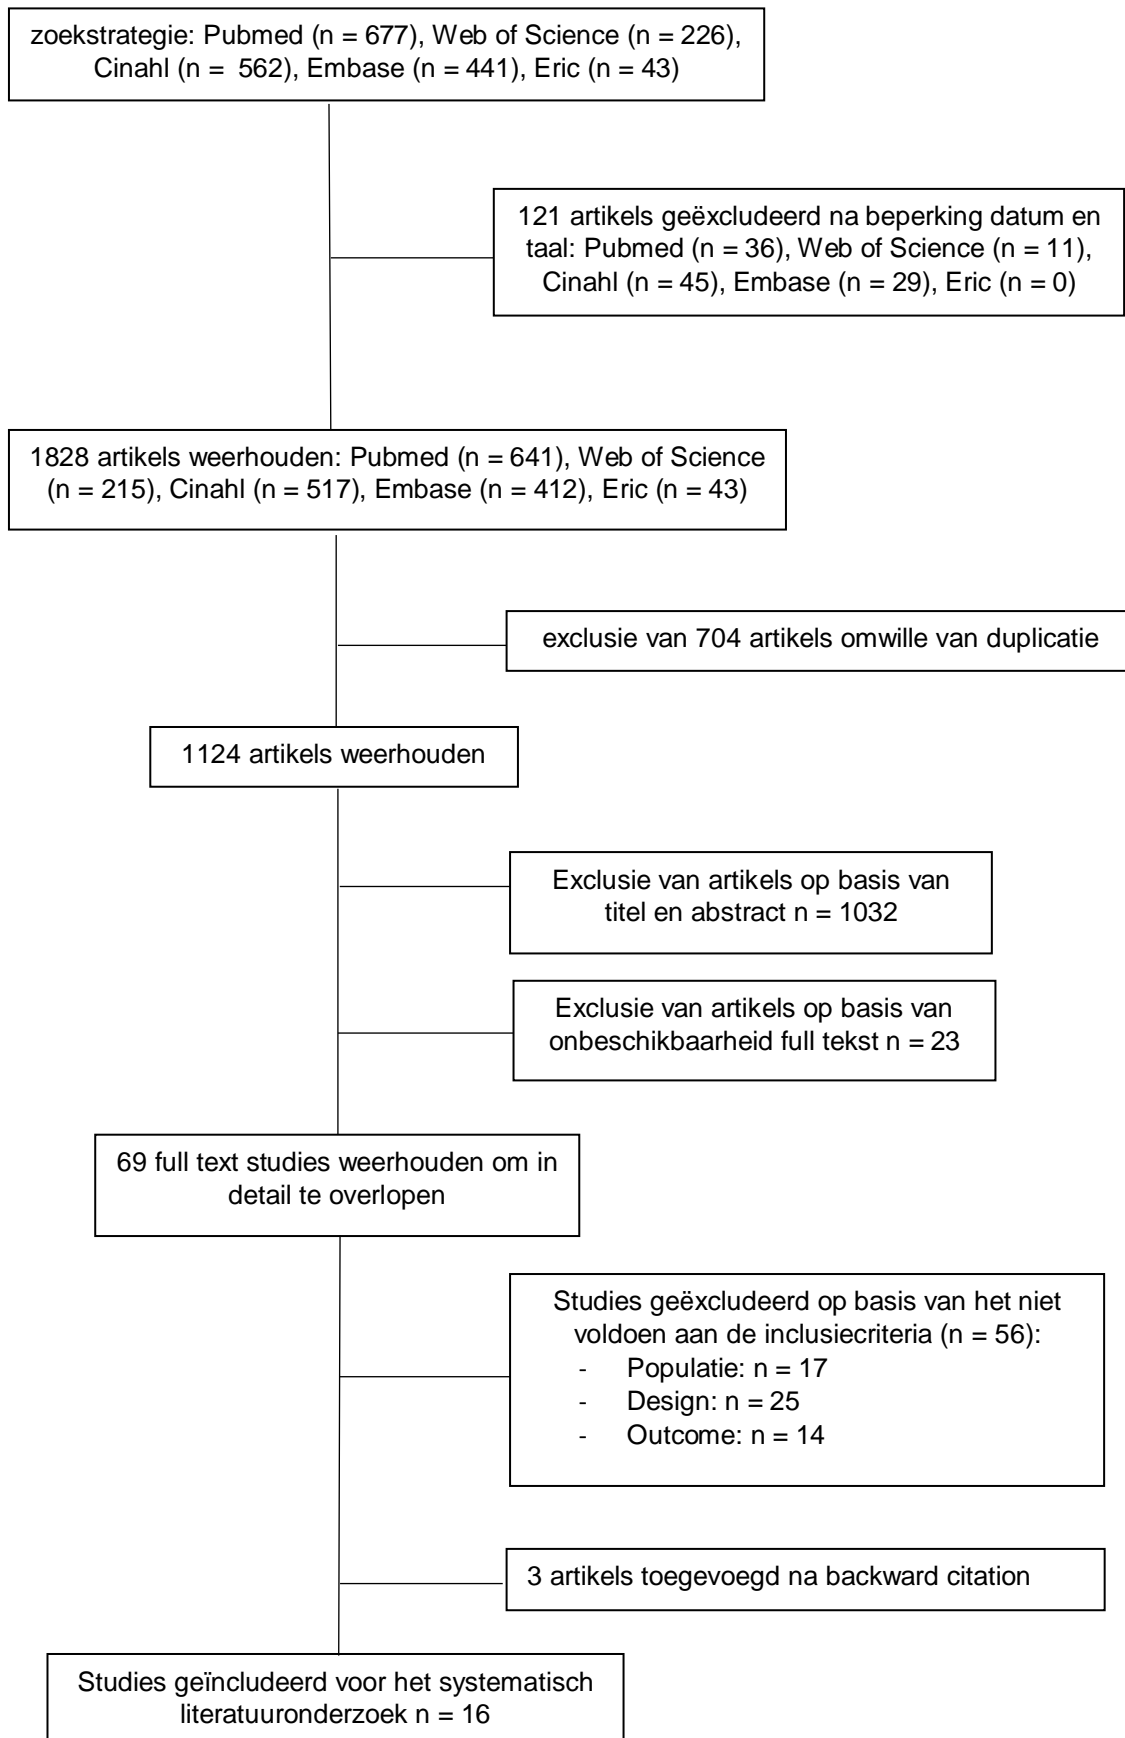 zoekstrategie: Pubmed (n = 677), Web of Science (n = 226),
Cinahl (n = 562), Embase (n = 441), Eric (n = 43)
121 artikels geëxcludeerd na beperking datum en
taal: Pubmed (n = 36), Web of Science (n = 11),
Cinahl (n = 45), Embase (n = 29), Eric (n = 0)
1828 artikels weerhouden: Pubmed (n = 641), Web of Science
(n = 215), Cinahl (n = 517), Embase (n = 412), Eric (n = 43)
exclusie van 704 artikels omwille van duplicatie
1124 artikels weerhouden
Exclusie van artikels op basis van
titel en abstract n = 1032
Exclusie van artikels op basis van
onbeschikbaarheid full tekst n = 23
69 full text studies weerhouden om in
detail te overlopen
Studies geëxcludeerd op basis van het niet
voldoen aan de inclusiecriteria (n = 56):
- Populatie: n = 17
- Design: n = 25
- Outcome: n = 14
3 artikels toegevoegd na backward citation
Studies geïncludeerd voor het systematisch
literatuuronderzoek n = 16